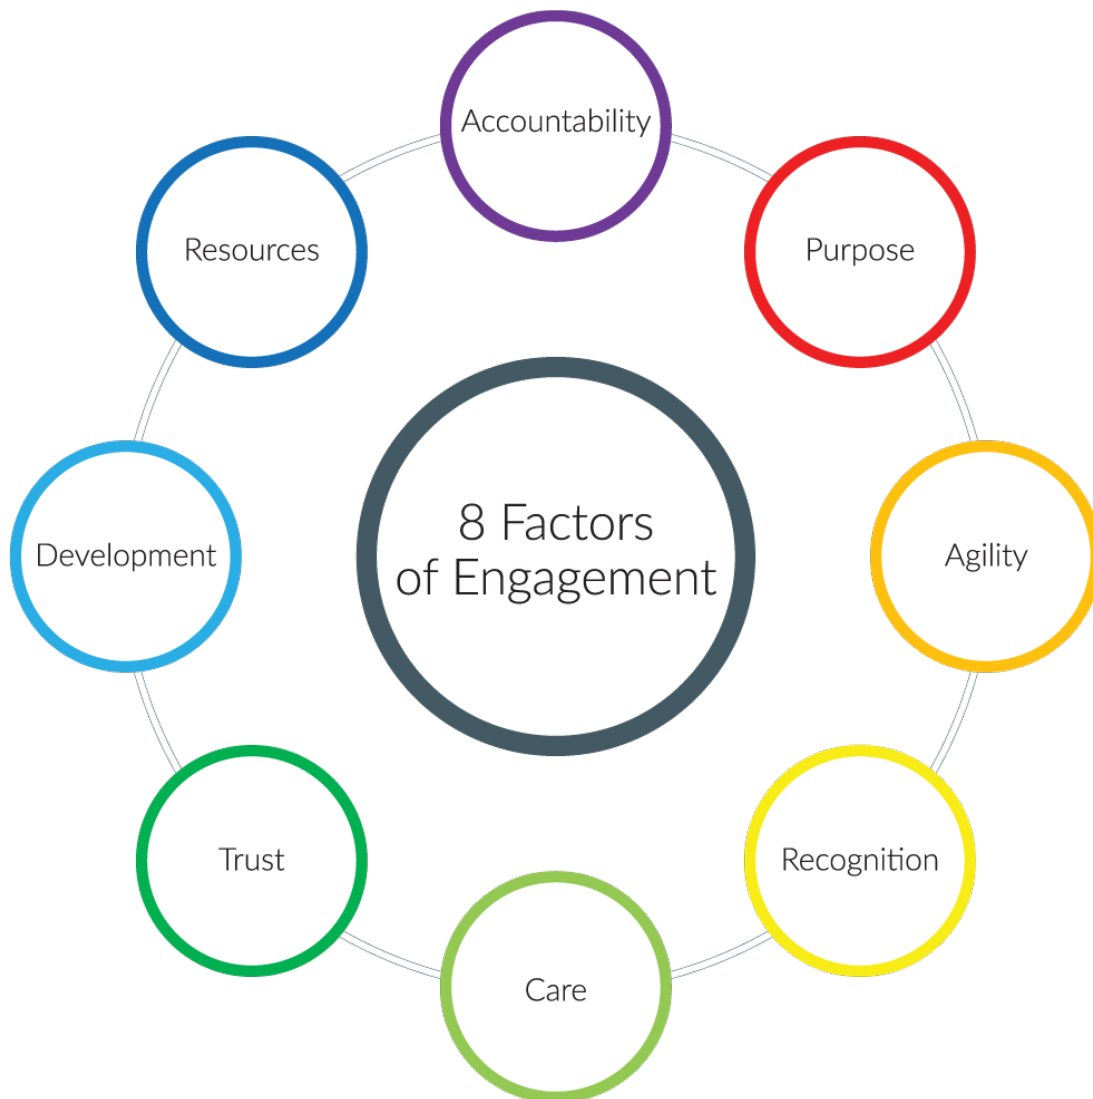 Accountability
Purpose
Agility
Recognition
Care
Trust
Development
Resources
8 Factors
of Engagement